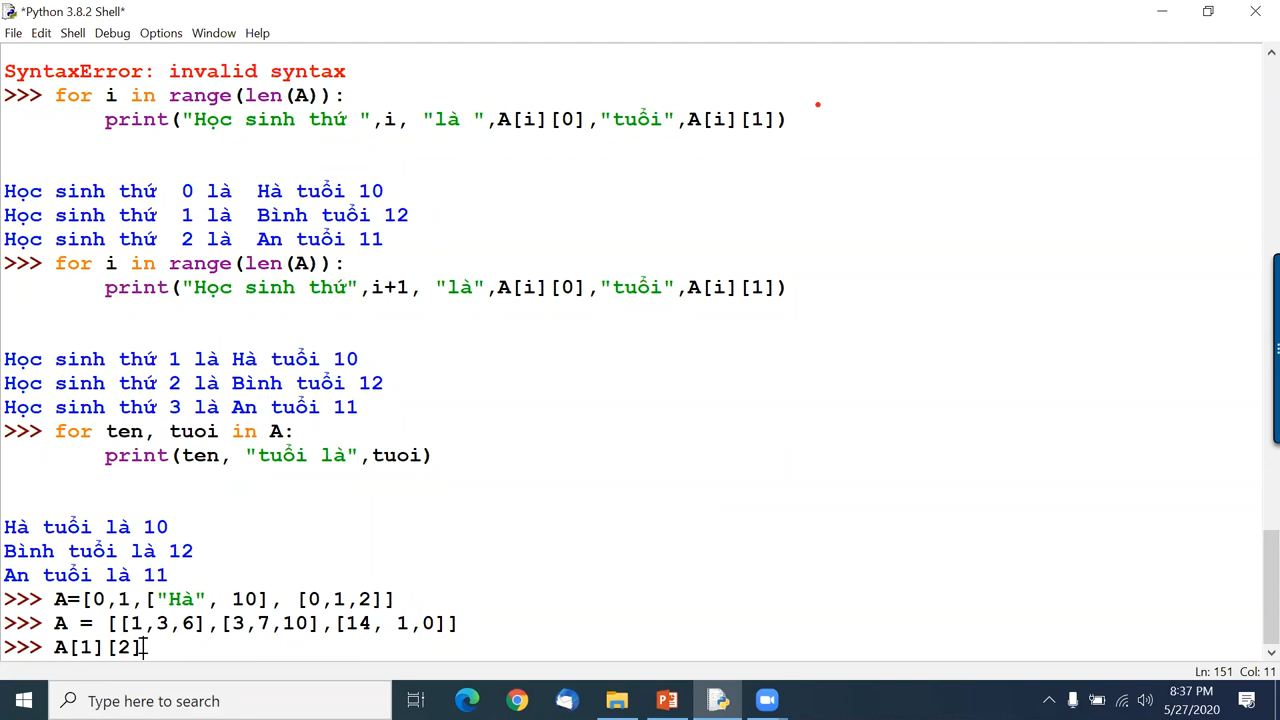 *Python 3.8.2 Shell*
File Edit Shell Debug Options Window Help
SyntaxError: invalid syntax
>>> for i in range(len(A)):
print("Học sinh thứ ",i, "là ",A[i][0],"tuổi",A[i][1])
Học sinh thứ  0 là  Hà tuổi 10
Học sinh thứ  1 là  Bình tuổi 12
Học sinh thứ  2 là  An tuổi 11
>>> for i in range(len(A)):
print("Học sinh thứ",i+1, "là",A[i][0],"tuổi",A[i][1])
Học sinh thứ 1 là Hà tuổi 10
Học sinh thứ 2 là Bình tuổi 12
Học sinh thứ 3 là An tuổi 11
>>> for ten, tuoi in A:
print(ten, "tuổi là",tuoi)
Hà tuổi là 10
Bình tuổi là 12
An tuổi là 11
>>> A=[0,1,["Hà", 10], [0,1,2]]
>>> A = [[1,3,6],[3,7,10],[14, 1,0]]
>>> A[1][2]
Ln: 151 Col: 11
Type here to search
8:37 PM
5/27/2020